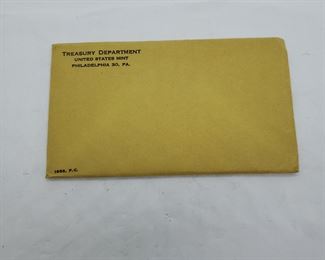 TREASURY DEPARTMENT
UNITED STATES MINT
PHILADELPHIA 30, PA.
P.C.